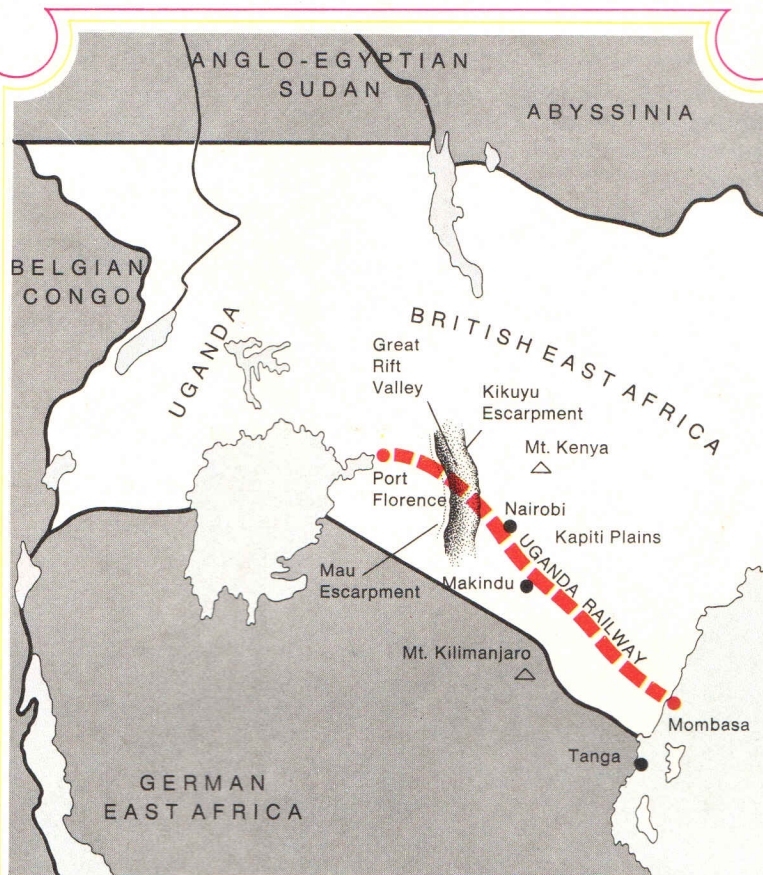 ANGLO-EGYPTIAN
SUDAN
ABYSSINIA
BELGIAN
CONGO
UGANDA
BRITISH EAST AFRICA
Great
Rift
Valley
Kikuyu
Escarpment
Mt. Kenya
Port
Florence
Nairobi
Kapiti Plains
UGANDA RAILWAY
Mau
Escarpment
Makindu
Mt. Kilimanjaro
Mombasa
Tanga
GERMAN
EAST AFRICA